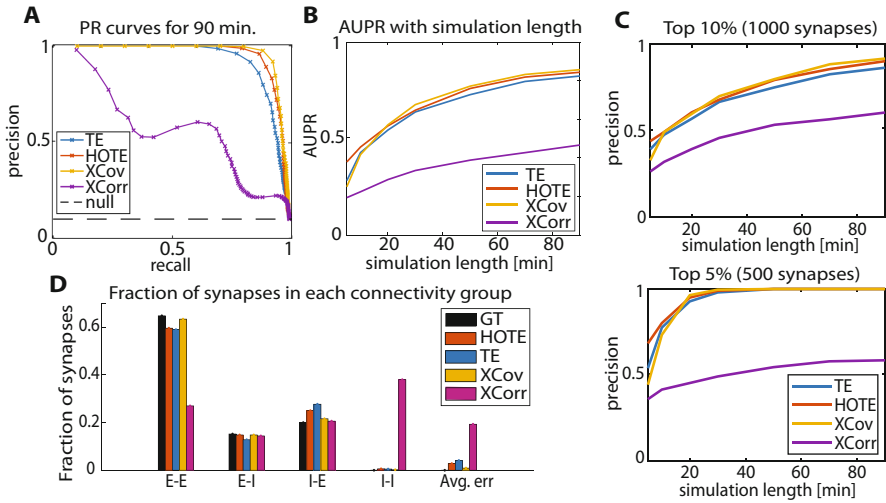 A
PR curves for 90 min.
1
0.5
0
precision
TE
HOTE
XCov
XCorr
null
0
0.5
1
recall
B
AUPR with simulation length
1
0.5
0
AUPR
TE
HOTE
XCov
XCorr
20
40
60
80
simulation length [min]
C
Top 10% (1000 synapses)
1
0.5
0
precision
20
40
60
80
simulation length [min]
Top 5% (500 synapses)
1
0.5
0
precision
TE
HOTE
XCov
XCorr
20
40
60
80
simulation length [min]
D
Fraction of synapses in each connectivity group
0.6
0.4
0.2
0
Fraction of synapses
GT
HOTE
TE
XCov
XCorr
E-E
E-I
I-E
I-I
Avg. err